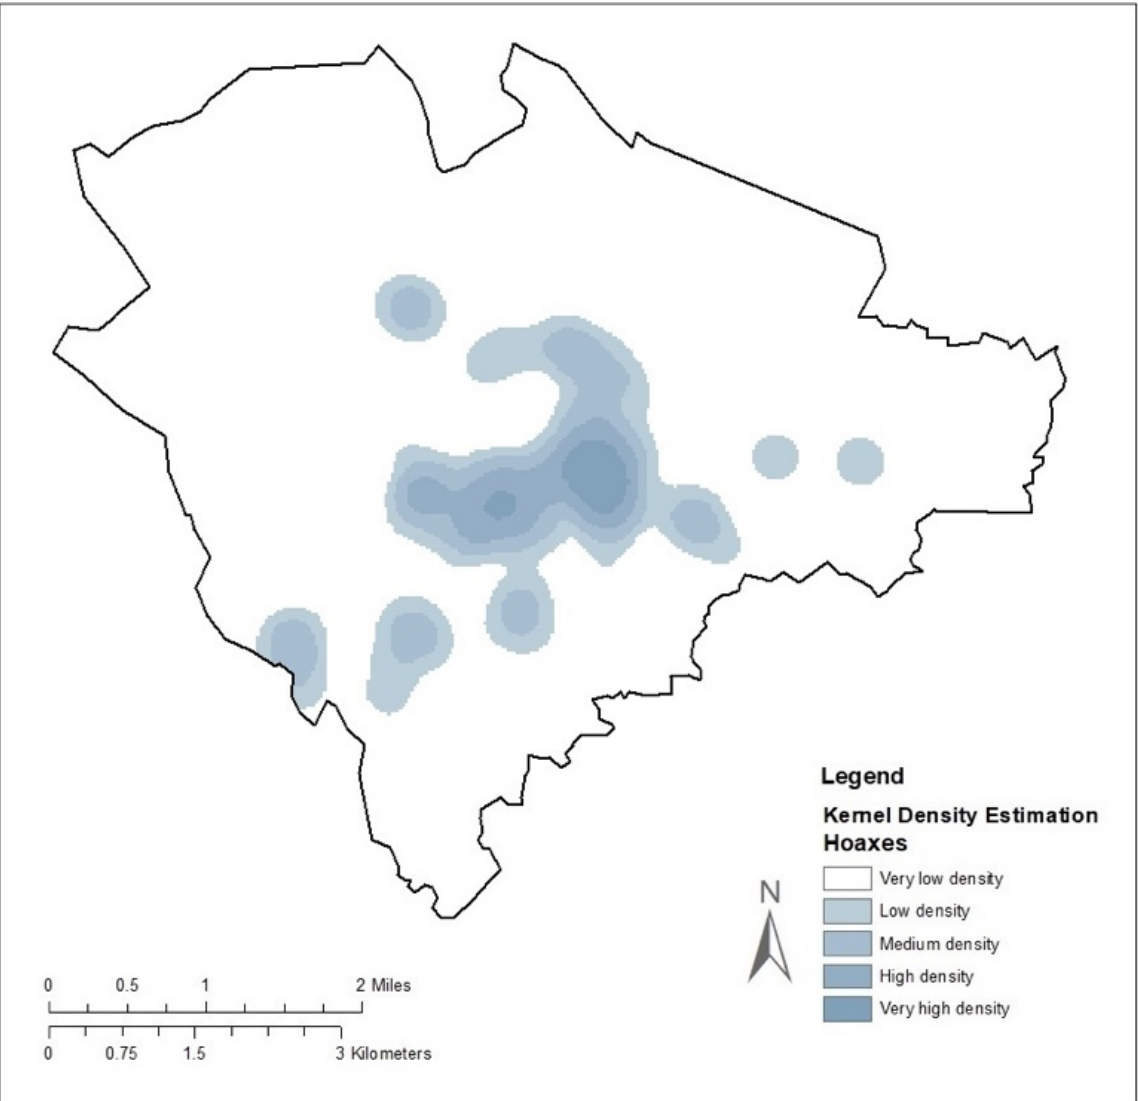 Legend
Kernel Density Estimation
Hoaxes
Very low density
Low density
Medium density
High density
Very high density
N
0 0.5 1 2 Miles
0 0.75 1.5 3 Kilometers